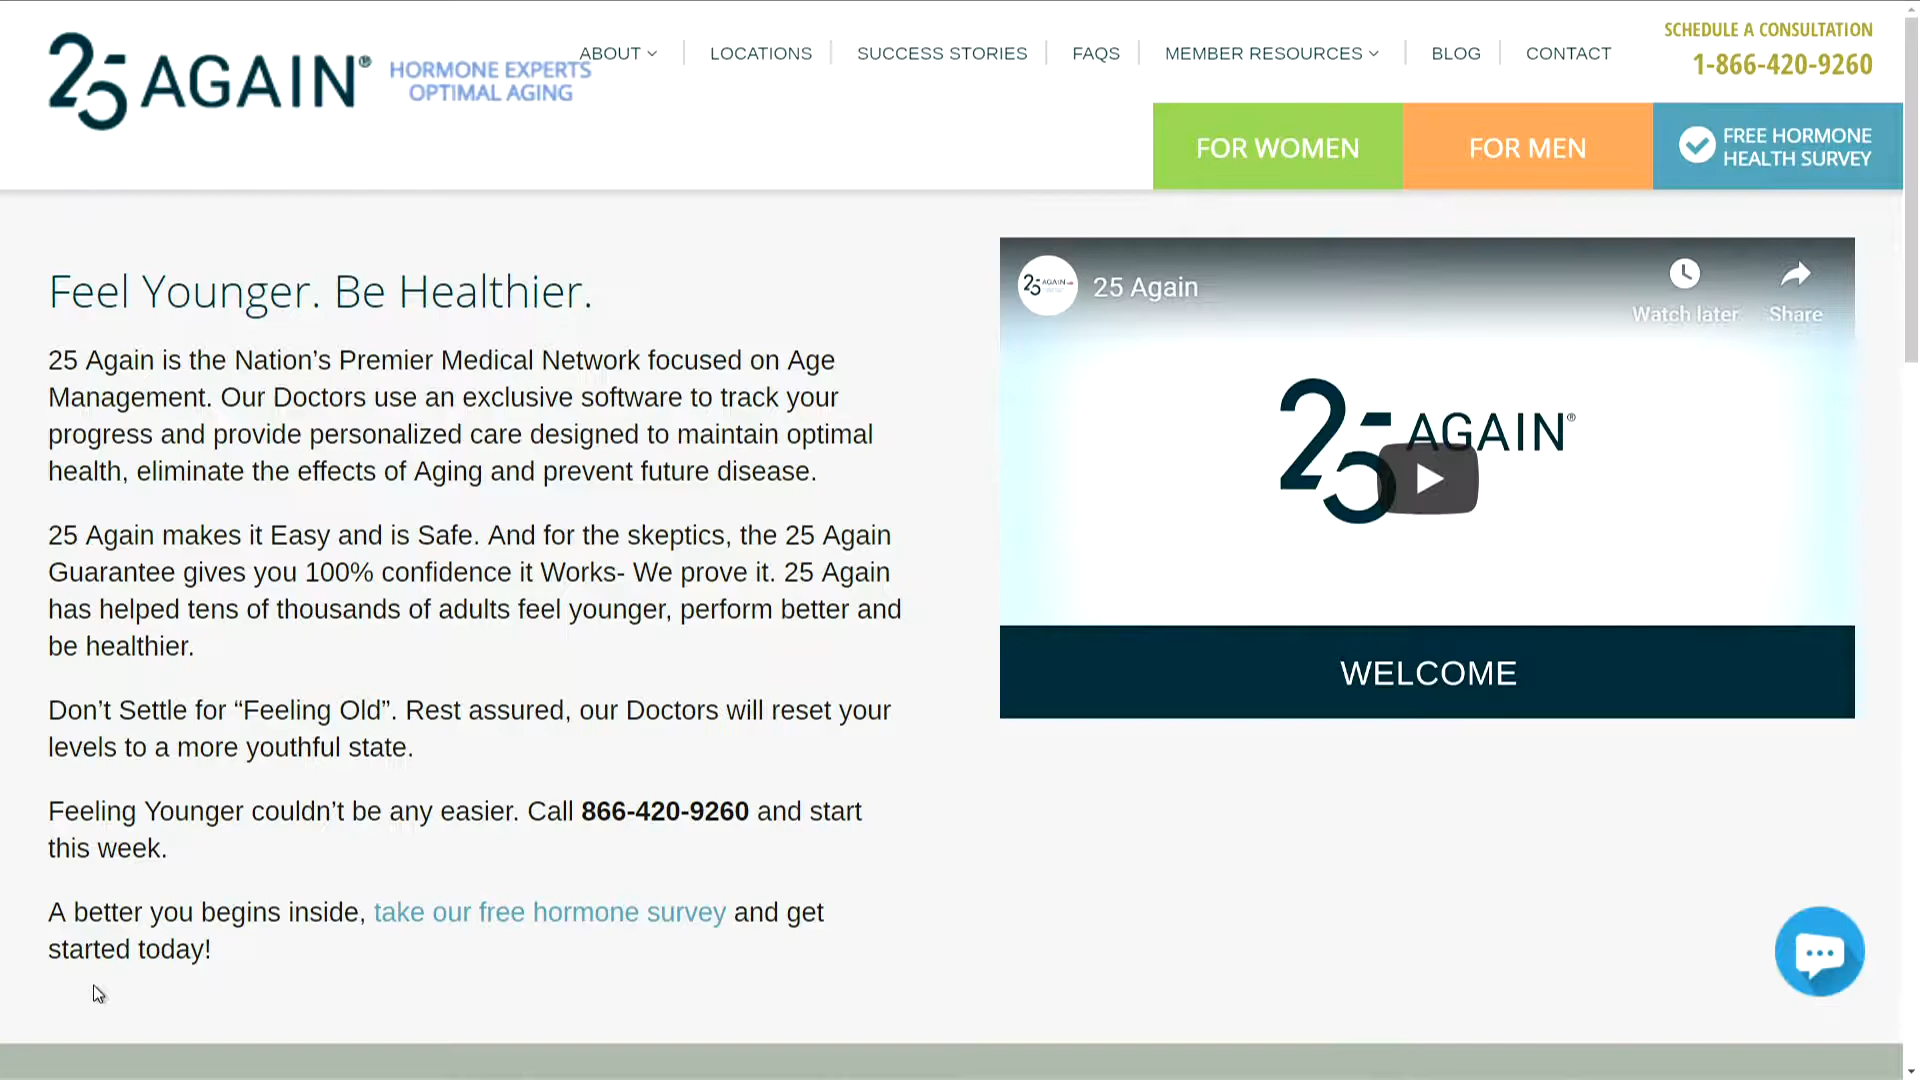 25 AGAIN®
HORMONE EXPERTS
OPTIMAL AGING
ABOUT
LOCATIONS
SUCCESS STORIES
FAQS
MEMBER RESOURCES
BLOG
CONTACT
SCHEDULE A CONSULTATION
1-866-420-9260
FOR WOMEN
FOR MEN
FREE HORMONE
HEALTH SURVEY
Feel Younger. Be Healthier.
25 Again is the Nation’s Premier Medical Network focused on Age
Management. Our Doctors use an exclusive software to track your
progress and provide personalized care designed to maintain optimal
health, eliminate the effects of Aging and prevent future disease.
25 Again makes it Easy and is Safe. And for the skeptics, the 25 Again
Guarantee gives you 100% confidence it Works- We prove it. 25 Again
has helped tens of thousands of adults feel younger, perform better and
be healthier.
Don’t Settle for “Feeling Old”. Rest assured, our Doctors will reset your
levels to a more youthful state.
Feeling Younger couldn’t be any easier. Call 866-420-9260 and start
this week.
A better you begins inside, take our free hormone survey and get
started today!
25 AGAIN
25 Again
Watch later
Share
25 AGAIN®
WELCOME